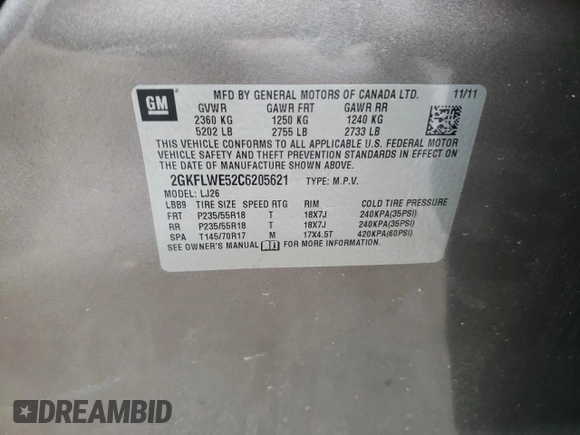 GM
MFD BY GENERAL MOTORS OF CANADA LTD. 11/11
GVWR GAWR FRT GAWR RR
2360 KG 1250 KG 1240 KG
5202 LB 2755 LB 2733 LB
THIS VEHICLE CONFORMS TO ALL APPLICABLE U.S. FEDERAL MOTOR
VEHICLE SAFETY AND THEFT PREVENTION STANDARDS IN EFFECT ON
THE DATE OF MANUFACTURE SHOWN ABOVE.
2GKFLWE52C6205621 TYPE: M.P.V.
MODEL: LJ26
LBB9 TIRE SIZE SPEED RTG RIM COLD TIRE PRESSURE
FRT P235/55R18 T 18X7J 240KPA(35PSI)
RR P235/55R18 T 18X7J 240KPA(35PSI)
SPA T145/70R17 M 17X4.5T 420KPA(60PSI)
SEE OWNER'S MANUAL FOR MORE INFORMATION.
DREAMBID